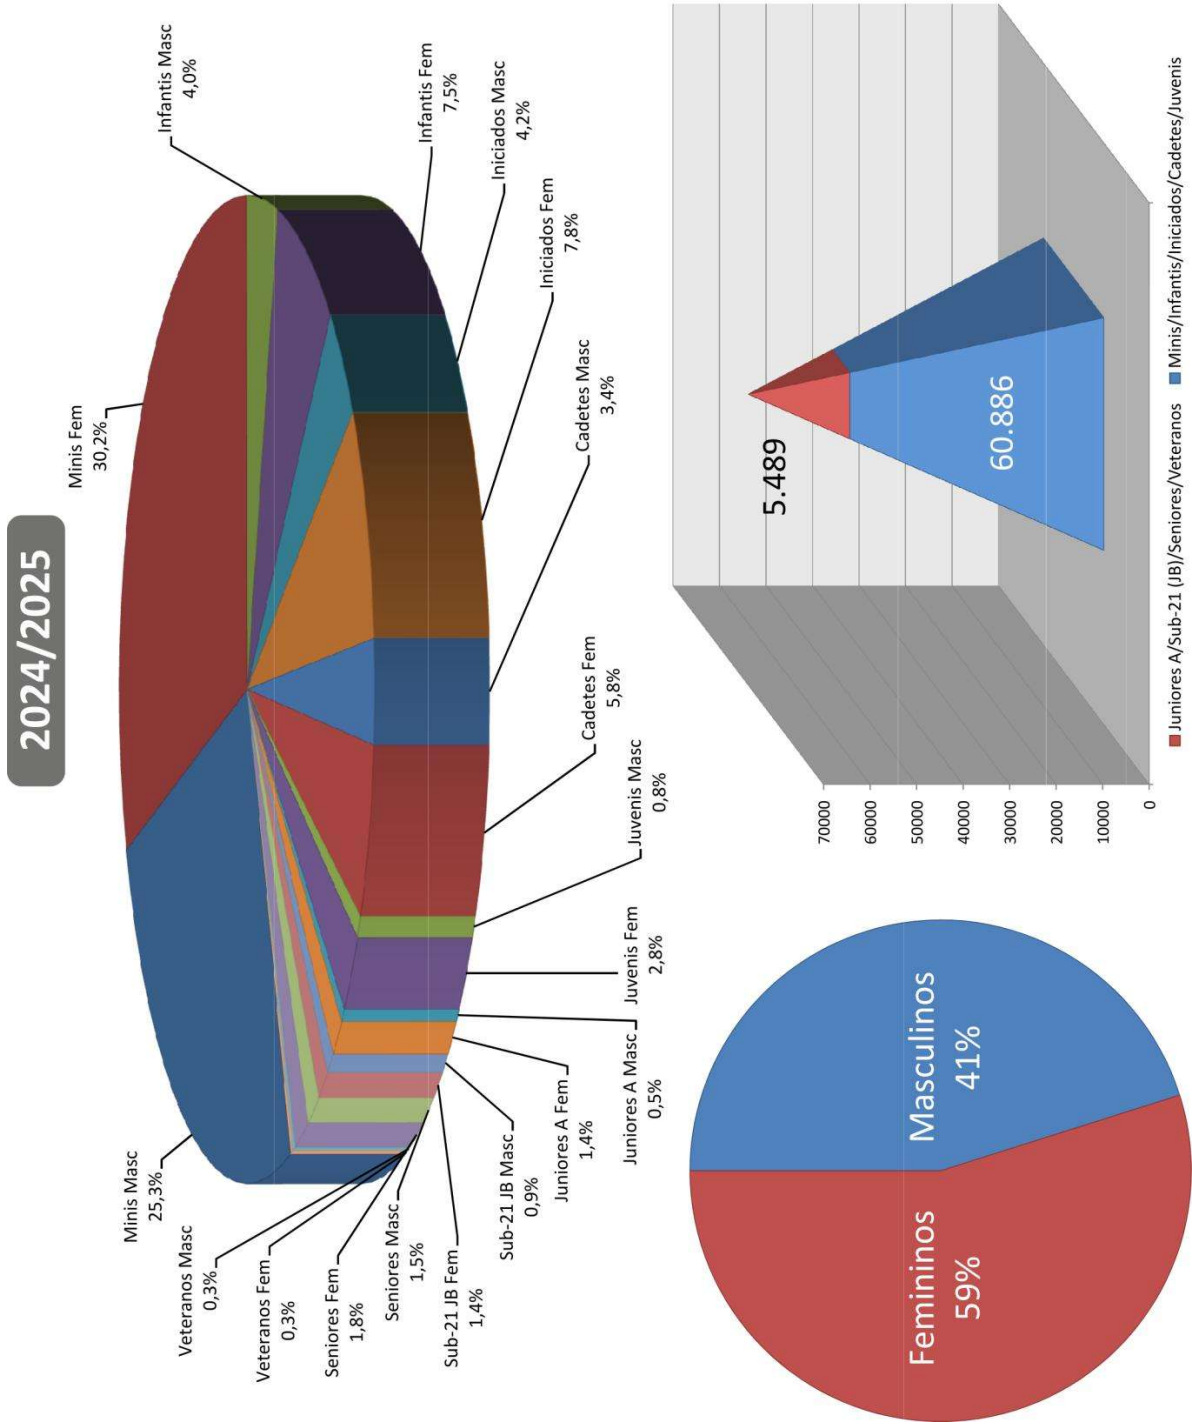 2024/2025
Minis Fem
30,2%
Infantis Masc
4,0%
Infantis Fem
7,5%
Iniciados Masc
4,2%
Iniciados Fem
7,8%
Cadetes Masc
3,4%
Cadetes Fem
5,8%
Juvenis Masc
0,8%
Juvenis Fem
2,8%
Juniores A Masc
0,5%
Juniores A Fem
1,4%
Sub-21 JB Masc
0,9%
Sub-21 JB Fem
1,4%
Seniores Masc
1,5%
Seniores Fem
1,8%
Veteranos Fem
0,3%
Veteranos Masc
0,3%
Minis Masc
25,3%
Femininos
59%
Masculinos
41%
70000
60000
50000
40000
30000
20000
10000
0
5.489
60.886
Juniores A/Sub-21 (JB)/Seniores/Veteranos
Minis/Infantis/Iniciados/Cadetes/Juvenis